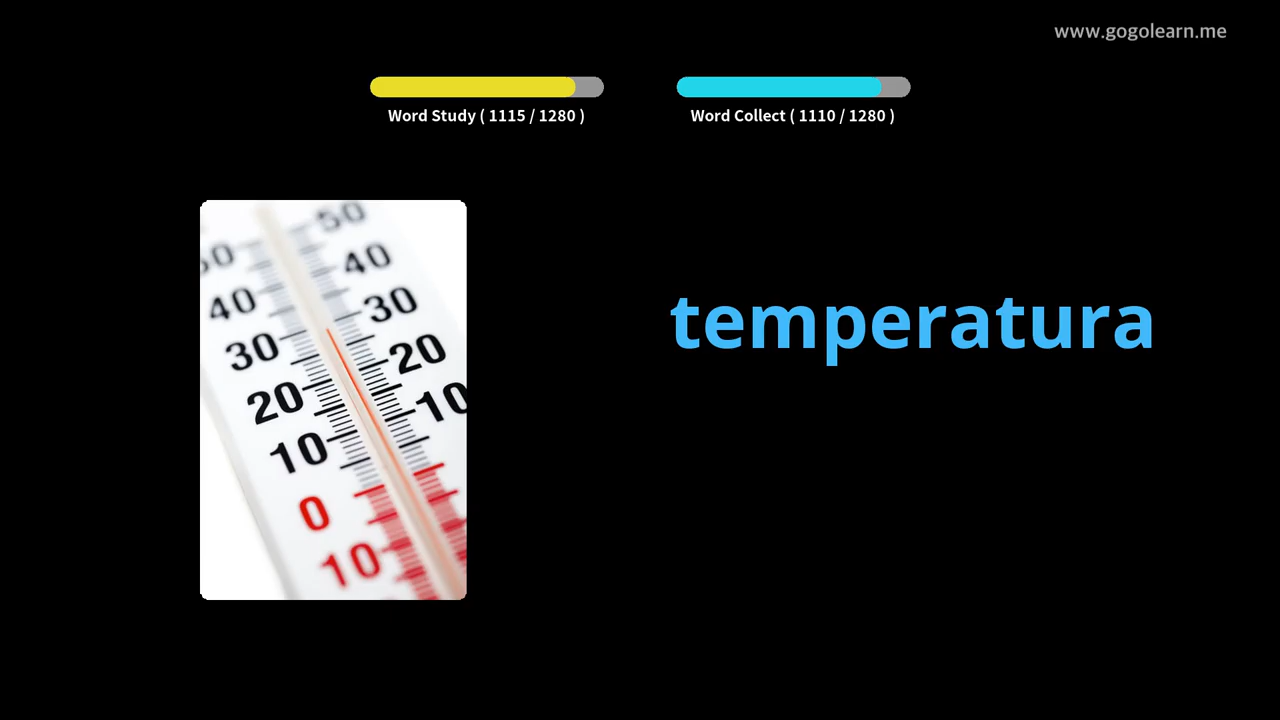 www.gogolearn.me
Word Study ( 1115 / 1280 )
Word Collect ( 1110 / 1280 )
temperatura
50
40
40
30
30
20
20
10
10
0
10